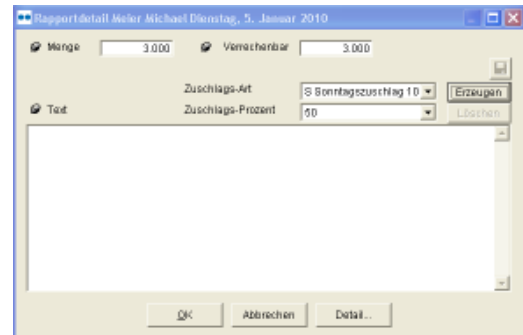 Rapportdetail Meier Michael Dienstag, 5. Januar 2010
Menge 3.000 Verrechenbar 3.000
Zuschlags-Art S Sonntagszuschlag 10 Erzeugen
Text Zuschlags-Prozent 60 Löschen
OK Abbrechen Detail...